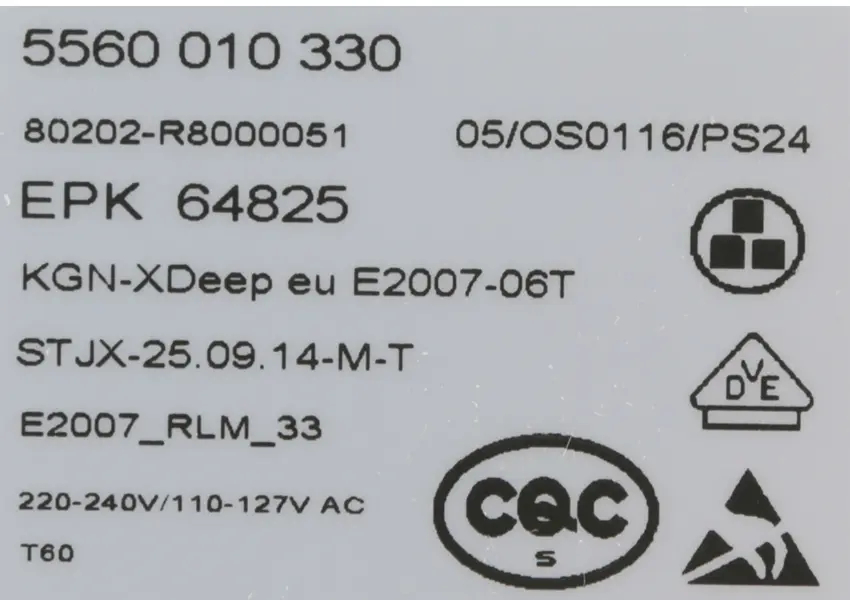 5560 010 330
80202-R8000051 05/OS0116/PS24
EPK 64825
KGN-XDeep eu E2007-06T
STJX-25.09.14-M-T
DVE
E2007_RLM_33
220-240V/110-127V AC
CQC
S
T60